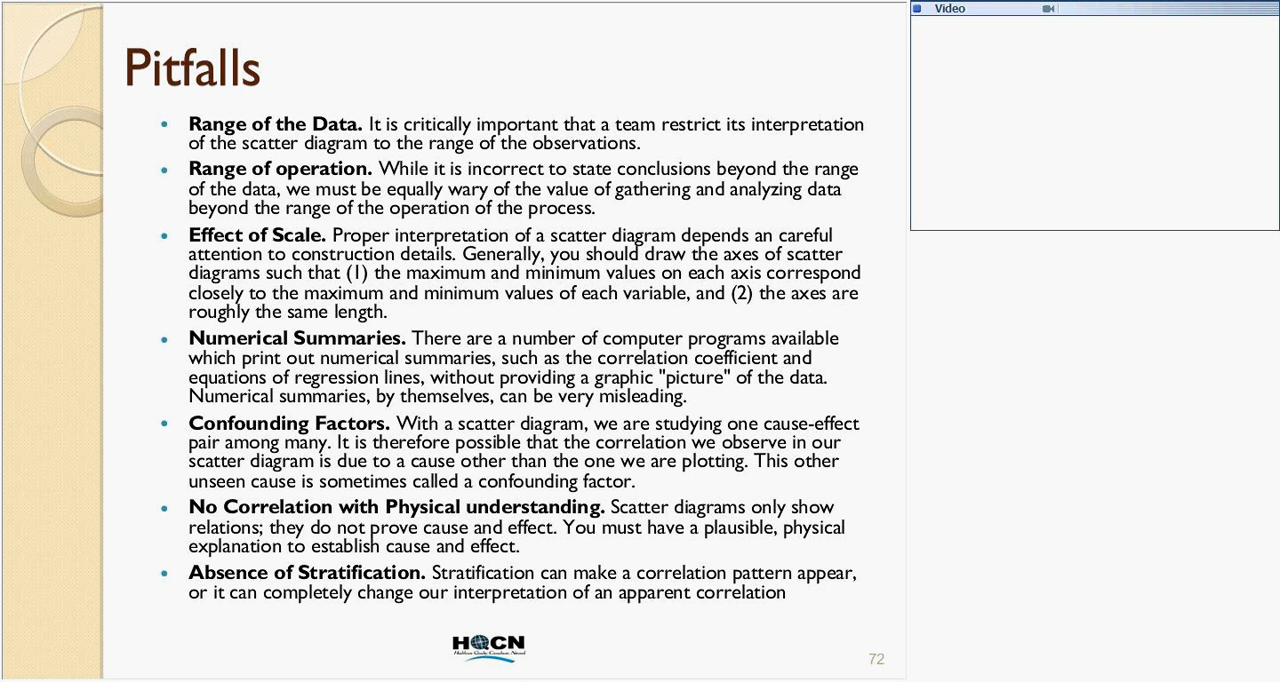 Video
Pitfalls
• Range of the Data. It is critically important that a team restrict its interpretation
of the scatter diagram to the range of the observations.
• Range of operation. While it is incorrect to state conclusions beyond the range
of the data, we must be equally wary of the value of gathering and analyzing data
beyond the range of the operation of the process.
• Effect of Scale. Proper interpretation of a scatter diagram depends an careful
attention to construction details. Generally, you should draw the axes of scatter
diagrams such that (1) the maximum and minimum values on each axis correspond
closely to the maximum and minimum values of each variable, and (2) the axes are
roughly the same length.
• Numerical Summaries. There are a number of computer programs available
which print out numerical summaries, such as the correlation coefficient and
equations of regression lines, without providing a graphic "picture" of the data.
Numerical summaries, by themselves, can be very misleading.
• Confounding Factors. With a scatter diagram, we are studying one cause-effect
pair among many. It is therefore possible that the correlation we observe in our
scatter diagram is due to a cause other than the one we are plotting. This other
unseen cause is sometimes called a confounding factor.
• No Correlation with Physical understanding. Scatter diagrams only show
relations; they do not prove cause and effect. You must have a plausible, physical
explanation to establish cause and effect.
• Absence of Stratification. Stratification can make a correlation pattern appear,
or it can completely change our interpretation of an apparent correlation
HQCN
72